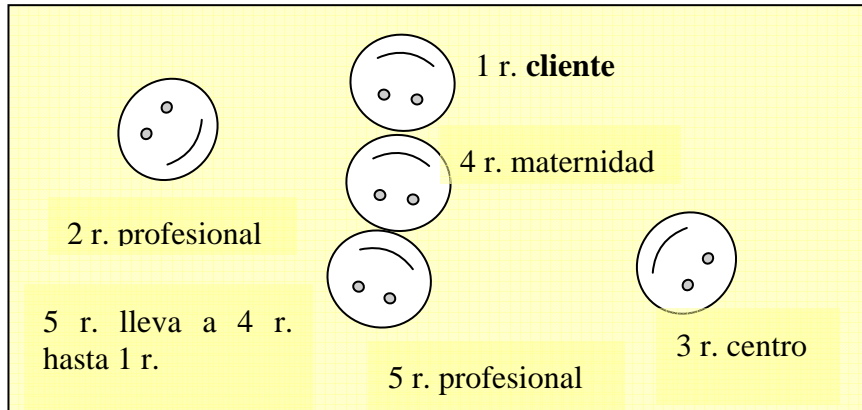 1 r. cliente
4 r. maternidad
2 r. profesional
5 r. lleva a 4 r.
hasta 1 r.
3 r. centro
5 r. profesional